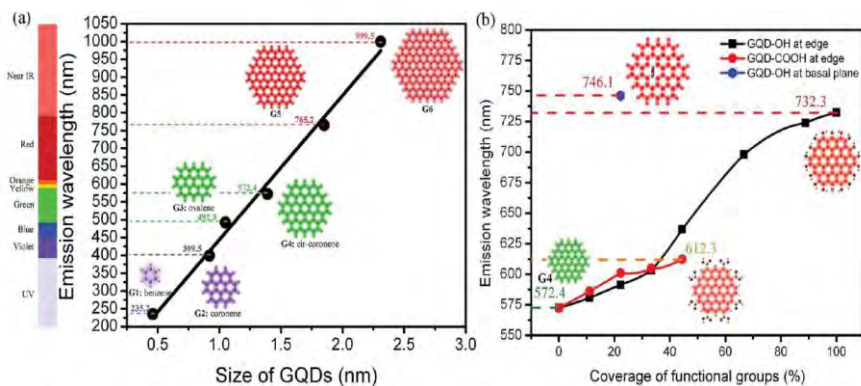 (a)
Near IR
Red
Orange
Yellow
Green
Blue
Violet
UV
Emission wavelength (nm)
1050
1000
950
900
850
800
750
700
650
600
550
500
450
400
350
300
250
200
999.5
765.2
572.4
399.5
235.2
G5
G6
G3: ovalene
G4: cir-coronene
G1: benzene
G2: coronene
0.5
1.0
1.5
2.0
2.5
3.0
Size of GQDs (nm)
(b)
Emission wavelength (nm)
800
775
750
725
700
675
650
625
600
575
550
GQD-OH at edge
GQD-COOH at edge
GQD-OH at basal plane
746.1
732.3
612.3
G4
572.4
0
20
40
60
80
100
Coverage of functional groups (%)